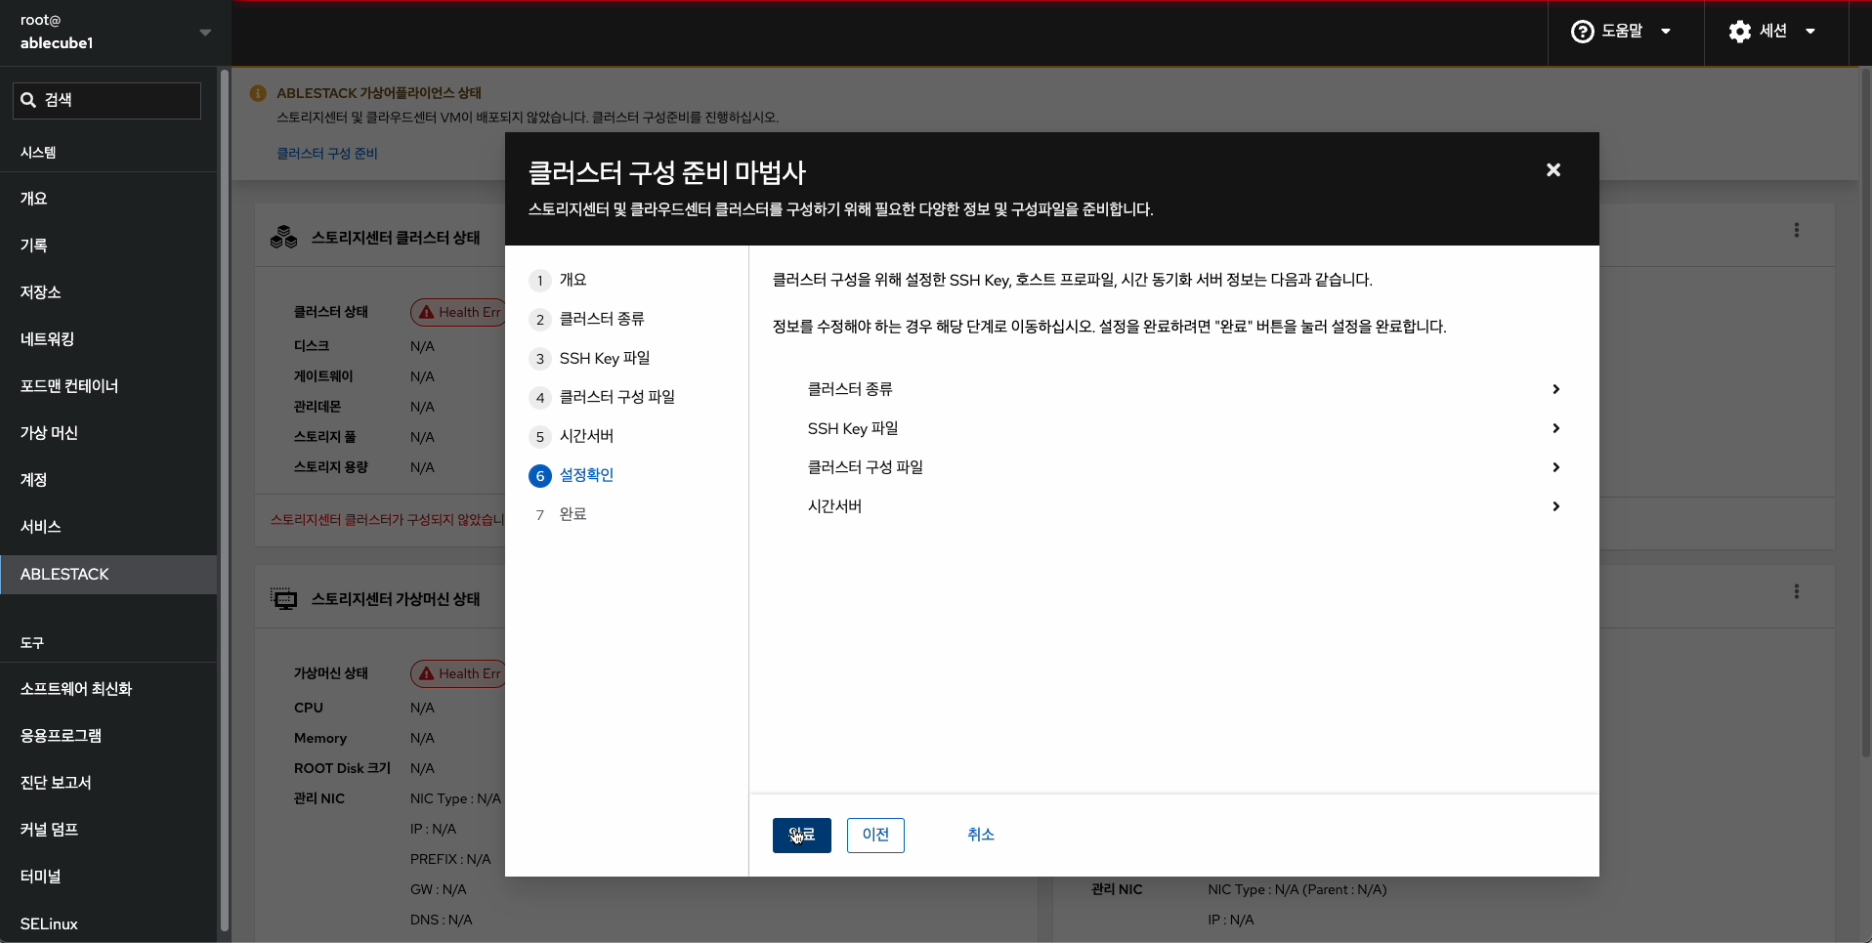 root@
ablecube1
도움말
세션
검색
시스템
개요
기록
저장소
네트워킹
포드맨 컨테이너
가상 머신
계정
서비스
ABLESTACK
도구
소프트웨어 최신화
응용프로그램
진단 보고서
커널 덤프
터미널
SELinux
ABLESTACK 가상어플라이언스 상태
스토리지센터 및 클라우드센터 VM이 배포되지 않았습니다. 클러스터 구성준비를 진행하십시오.
클러스터 구성 준비
스토리지센터 클러스터 상태
클러스터 상태 Health Err
디스크 N/A
게이트웨이 N/A
관리데몬 N/A
스토리지 풀 N/A
스토리지 용량 N/A
스토리지센터 클러스터가 구성되지 않았습니
스토리지센터 가상머신 상태
가상머신 상태 Health Err
CPU N/A
Memory N/A
ROOT Disk 크기 N/A
관리 NIC NIC Type : N/A
IP : N/A
PREFIX : N/A
GW : N/A
DNS : N/A
관리 NIC NIC Type : N/A (Parent : N/A)
IP : N/A
클러스터 구성 준비 마법사
스토리지센터 및 클라우드센터 클러스터를 구성하기 위해 필요한 다양한 정보 및 구성파일을 준비합니다.
1 개요
2 클러스터 종류
3 SSH Key 파일
4 클러스터 구성 파일
5 시간서버
6 설정확인
7 완료
클러스터 구성을 위해 설정한 SSH Key, 호스트 프로파일, 시간 동기화 서버 정보는 다음과 같습니다.
정보를 수정해야 하는 경우 해당 단계로 이동하십시오. 설정을 완료하려면 "완료" 버튼을 눌러 설정을 완료합니다.
클러스터 종류
SSH Key 파일
클러스터 구성 파일
시간서버
완료
이전
취소